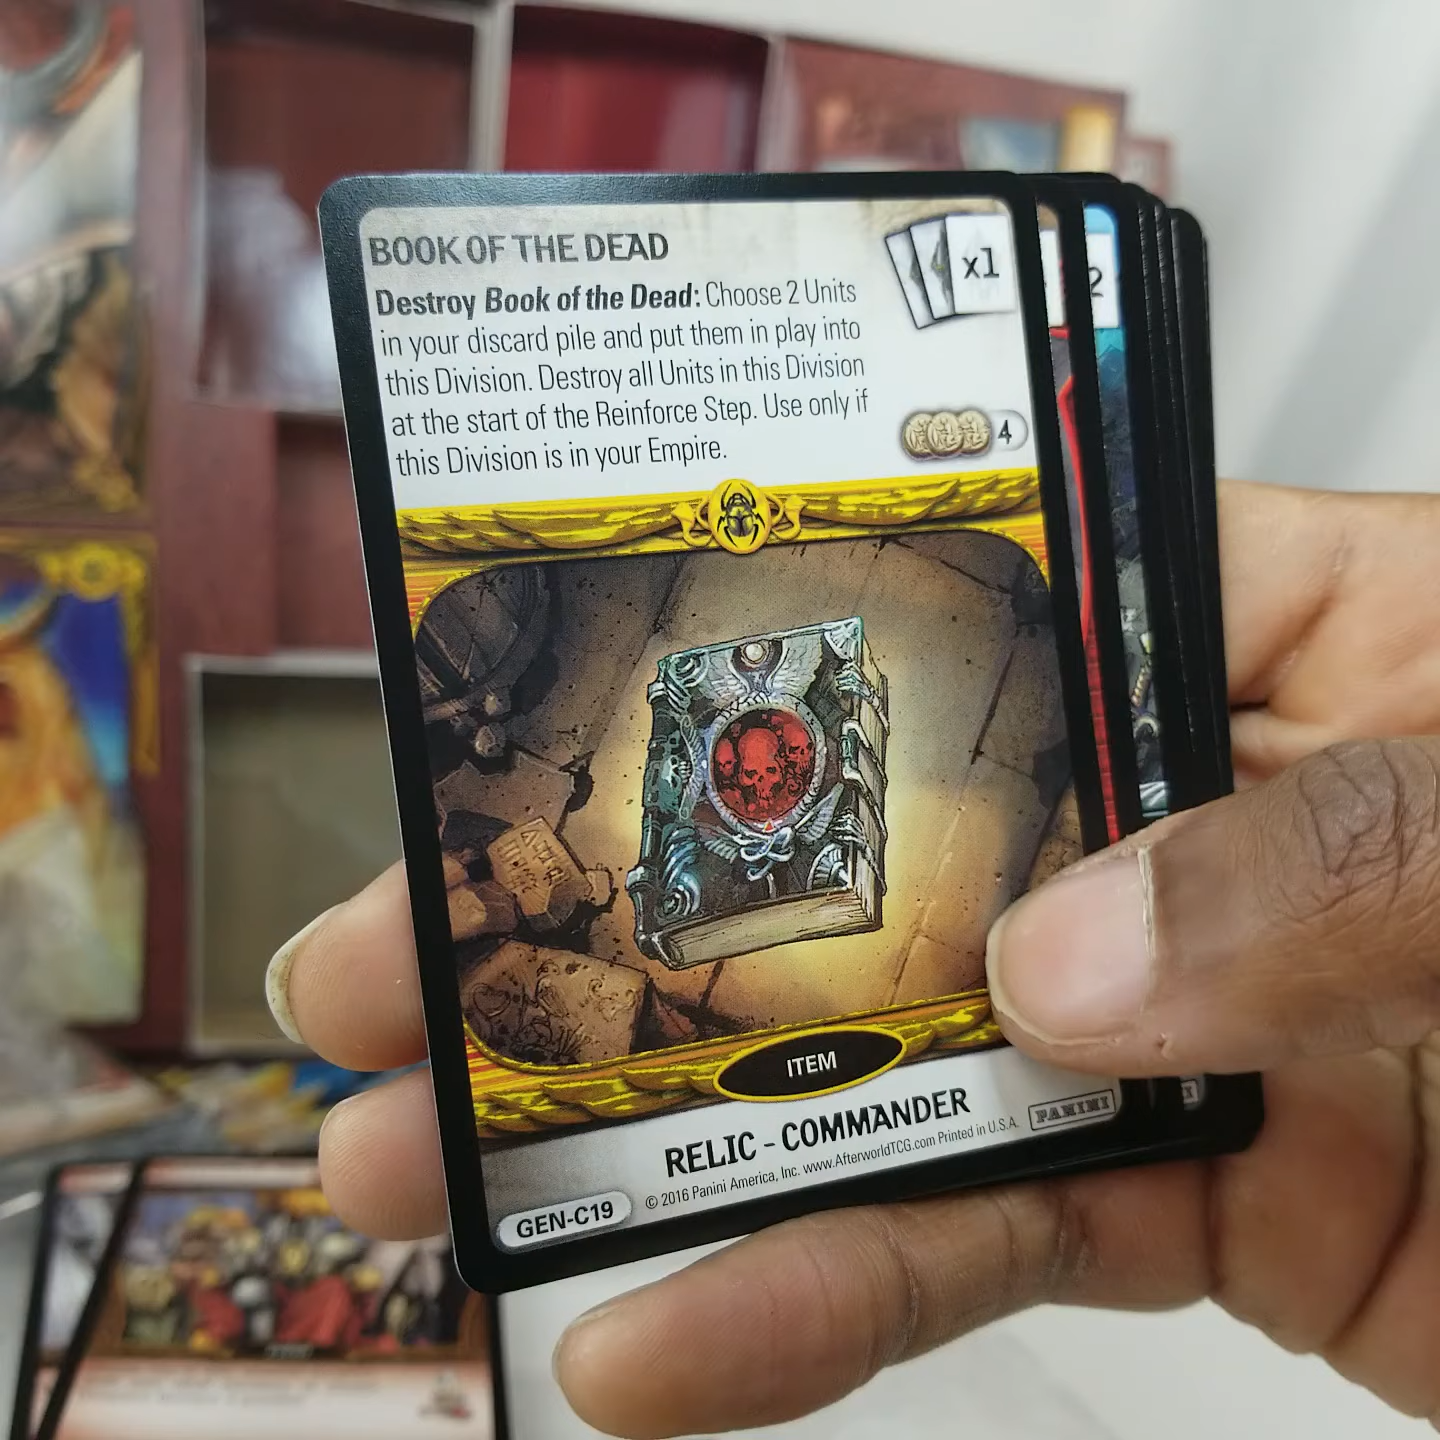 BOOK OF THE DEAD
x1
Destroy Book of the Dead: Choose 2 Units
in your discard pile and put them in play into
this Division. Destroy all Units in this Division
at the start of the Reinforce Step. Use only if
this Division is in your Empire.
4
2
ITEM
RELIC - COMMANDER
PANINI
© 2016 Panini America, Inc. www.AfterworldTCG.com Printed in U.S.A.
GEN-C19